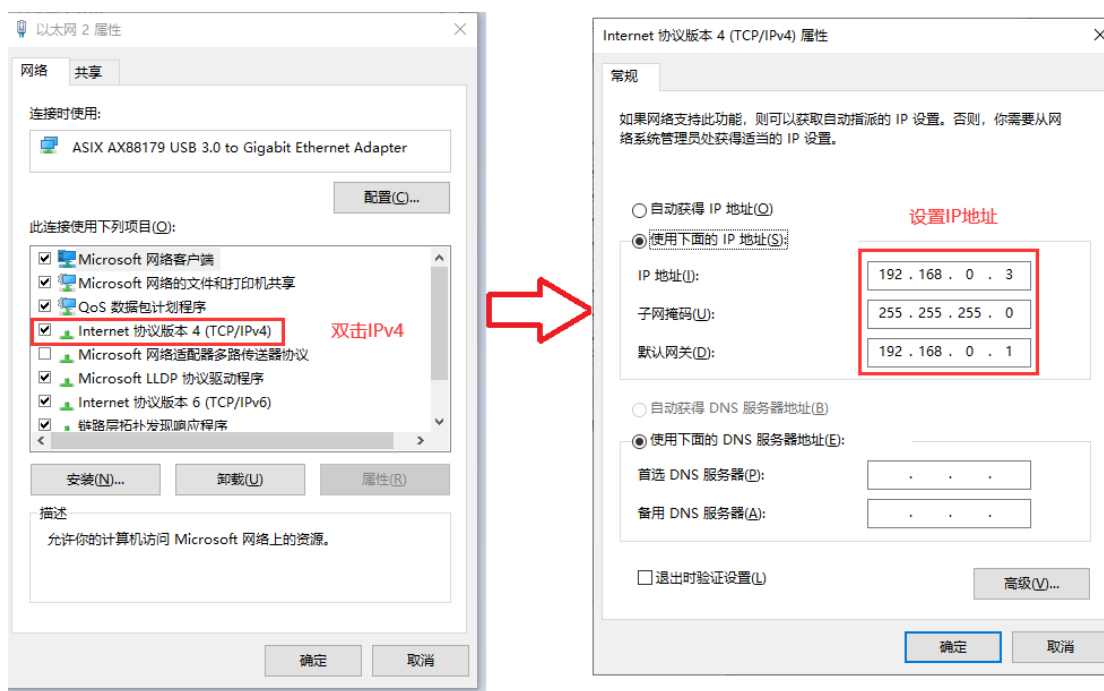 以太网 2 属性
网络
共享
连接时使用:
ASIX AX88179 USB 3.0 to Gigabit Ethernet Adapter
配置(C)...
此连接使用下列项目(O):
Microsoft 网络客户端
Microsoft 网络的文件和打印机共享
QoS 数据包计划程序
Internet 协议版本 4 (TCP/IPv4)
双击IPv4
Microsoft 网络适配器多路传送器协议
Microsoft LLDP 协议驱动程序
Internet 协议版本 6 (TCP/IPv6)
链路层拓扑发现响应程序
安装(N)...
卸载(U)
属性(R)
描述
允许你的计算机访问 Microsoft 网络上的资源。
确定
取消
Internet 协议版本 4 (TCP/IPv4) 属性
常规
如果网络支持此功能，则可以获取自动指派的 IP 设置。否则，你需要从网
络系统管理员处获得适当的 IP 设置。
自动获得 IP 地址(O)
设置IP地址
使用下面的 IP 地址(S):
IP 地址(I):
192 . 168 . 0 . 3
子网掩码(U):
255 . 255 . 255 . 0
默认网关(D):
192 . 168 . 0 . 1
自动获得 DNS 服务器地址(B)
使用下面的 DNS 服务器地址(E):
首选 DNS 服务器(P):
. . .
备用 DNS 服务器(A):
. . .
退出时验证设置(L)
高级(V)...
确定
取消